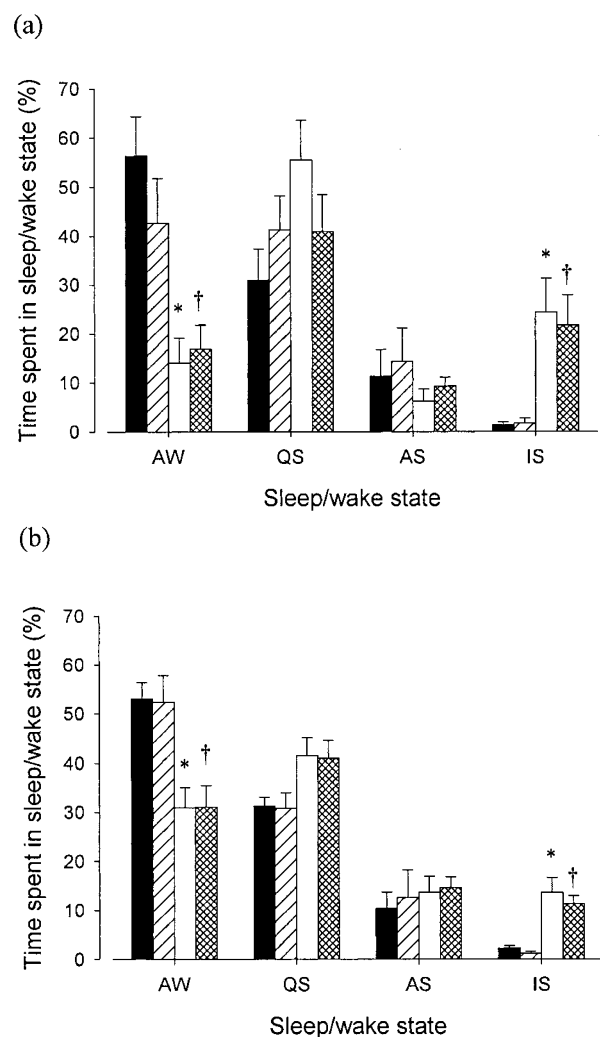 (a)
Time spent in sleep/wake state (%)
70
60
50
40
30
20
10
0
* † * †
AW QS AS IS
Sleep/wake state
(b)
Time spent in sleep/wake state (%)
70
60
50
40
30
20
10
0
* † * †
AW QS AS IS
Sleep/wake state